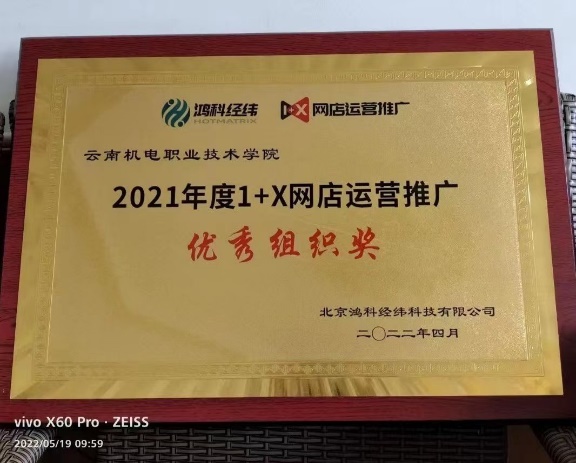 鸿科经纬
HOTMATRIX
1+X 网店运营推广
云南机电职业技术学院
2021年度1+X网店运营推广
优秀组织奖
北京鸿科经纬科技有限公司
二〇二二年四月
vivo X60 Pro · ZEISS
2022/05/19 09:59